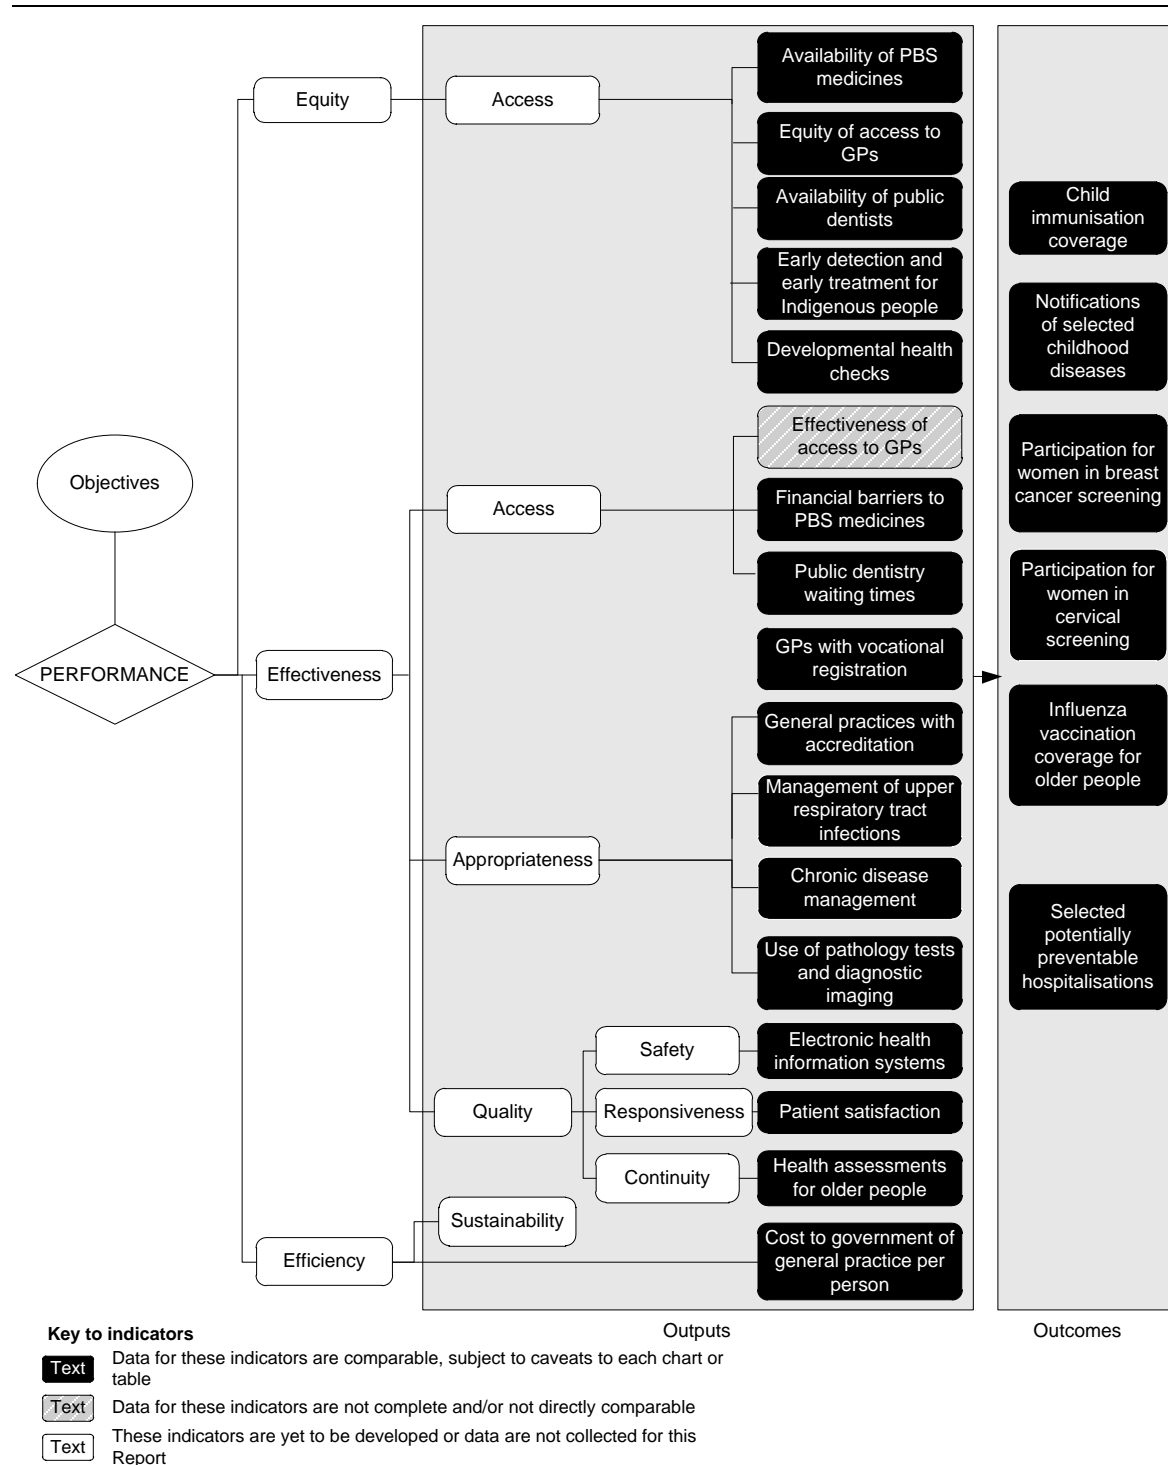 Equity
Access
Availability of PBS
medicines
Equity of access to
GPs
Availability of public
dentists
Early detection and
early treatment for
Indigenous people
Developmental health
checks
Objectives
PERFORMANCE
Effectiveness
Access
Effectiveness of
access to GPs
Financial barriers to
PBS medicines
Public dentistry
waiting times
GPs with vocational
registration
General practices with
accreditation
Appropriateness
Management of upper
respiratory tract
infections
Chronic disease
management
Use of pathology tests
and diagnostic
imaging
Quality
Safety
Electronic health
information systems
Responsiveness
Patient satisfaction
Continuity
Health assessments
for older people
Efficiency
Sustainability
Cost to government of
general practice per
person
Child
immunisation
coverage
Notifications
of selected
childhood
diseases
Participation for
women in breast
cancer screening
Participation for
women in
cervical
screening
Influenza
vaccination
coverage for
older people
Selected
potentially
preventable
hospitalisations
Outputs
Outcomes
Key to indicators
Text
Data for these indicators are comparable, subject to caveats to each chart or
table
Text
Data for these indicators are not complete and/or not directly comparable
Text
These indicators are yet to be developed or data are not collected for this
Report